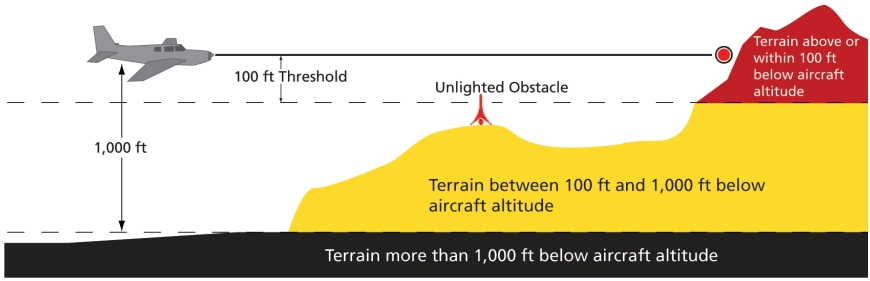 Terrain above or
within 100 ft
below aircraft
altitude
100 ft Threshold
Unlighted Obstacle
1,000 ft
Terrain between 100 ft and 1,000 ft below
aircraft altitude
Terrain more than 1,000 ft below aircraft altitude